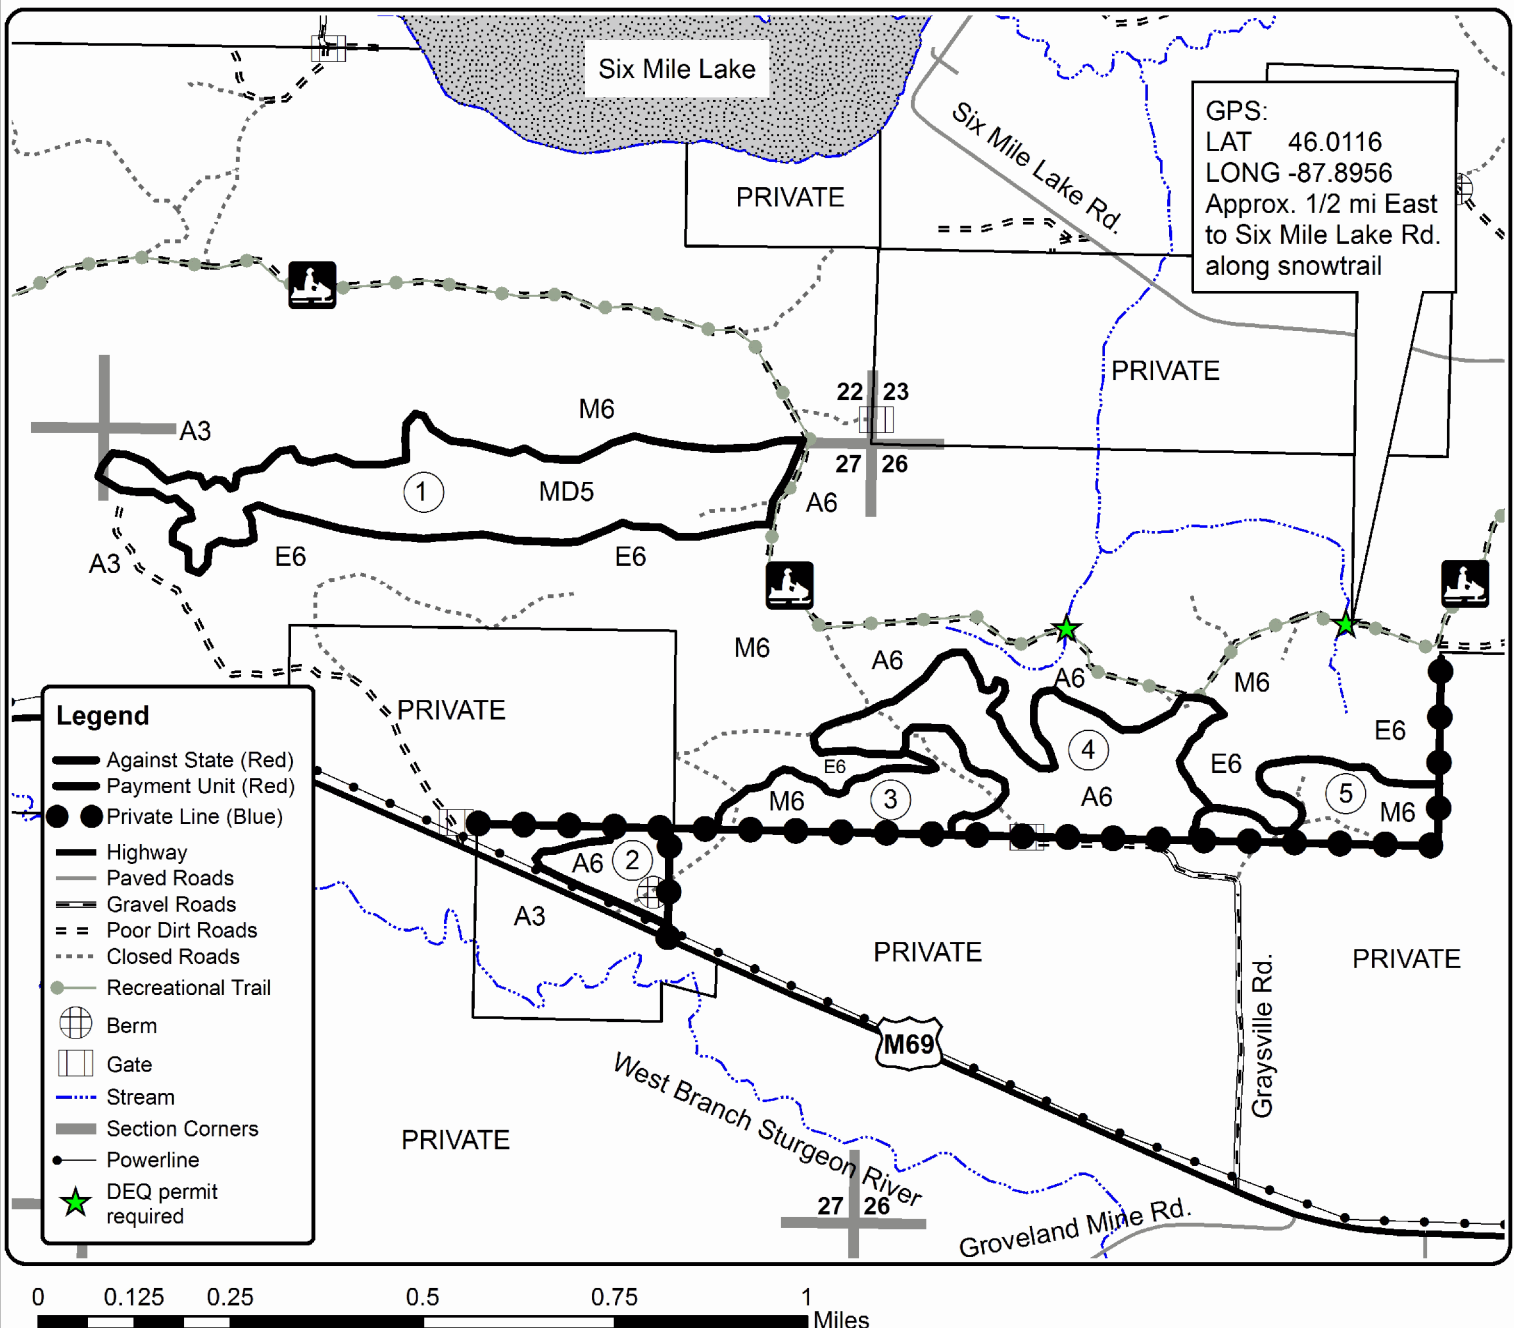 Six Mile Lake
Six Mile Lake Rd.
GPS:
LAT 46.0116
LONG -87.8956
Approx. 1/2 mi East
to Six Mile Lake Rd.
along snowtrail
PRIVATE
PRIVATE
22 23
27 26
A3
M6
1
MD5
A6
A3
E6
E6
M6
A6
A6
M6
E6
PRIVATE
4
E6
E6
M6
3
A6
5
M6
A6
2
A3
PRIVATE
PRIVATE
M69
Graysville Rd.
West Branch Sturgeon River
PRIVATE
27 26
Groveland Mine Rd.
Legend
Against State (Red)
Payment Unit (Red)
Private Line (Blue)
Highway
Paved Roads
Gravel Roads
Poor Dirt Roads
Closed Roads
Recreational Trail
Berm
Gate
Stream
Section Corners
Powerline
DEQ permit
required
0 0.125 0.25 0.5 0.75 1
Miles